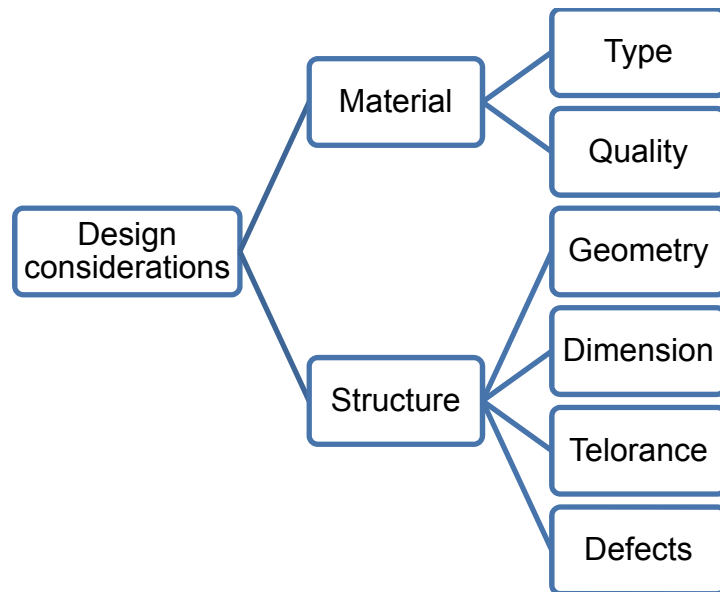 Design
considerations
Material
Type
Quality
Structure
Geometry
Dimension
Telorance
Defects